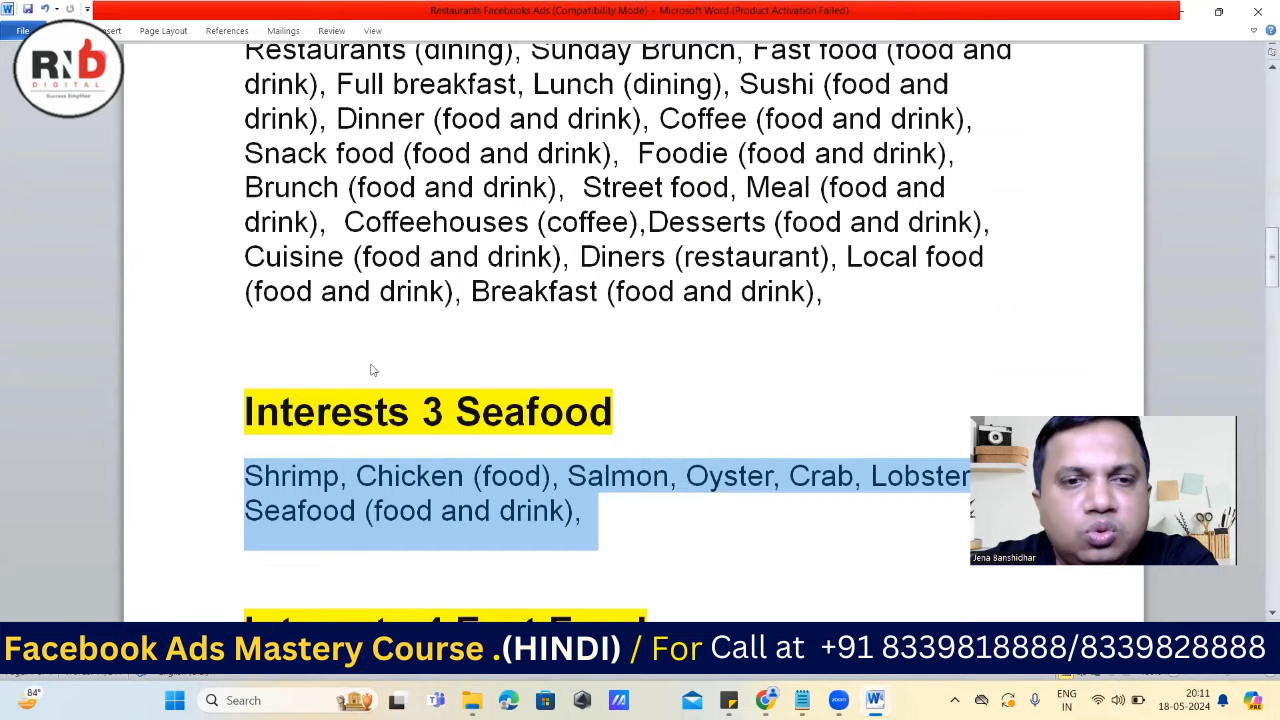 Restaurants Facebooks Ads (Compatibility Mode) - Microsoft Word (Product Activation Failed)
File
Page Layout
References
Mailings
Review
View
RND
DIGITAL
Success Simplified
Restaurants (dining), Sunday Brunch, Fast food (food and
drink), Full breakfast, Lunch (dining), Sushi (food and
drink), Dinner (food and drink), Coffee (food and drink),
Snack food (food and drink),  Foodie (food and drink),
Brunch (food and drink),  Street food, Meal (food and
drink),  Coffeehouses (coffee),Desserts (food and drink),
Cuisine (food and drink), Diners (restaurant), Local food
(food and drink), Breakfast (food and drink),
Interests 3 Seafood
Shrimp, Chicken (food), Salmon, Oyster, Crab, Lobster
Seafood (food and drink),
Jena Banshidhar
Facebook Ads Mastery Course .(HINDI) / For Call at +91 8339818888/8339828888
84°
Search
ENG
IN
20:11
18-05-2024